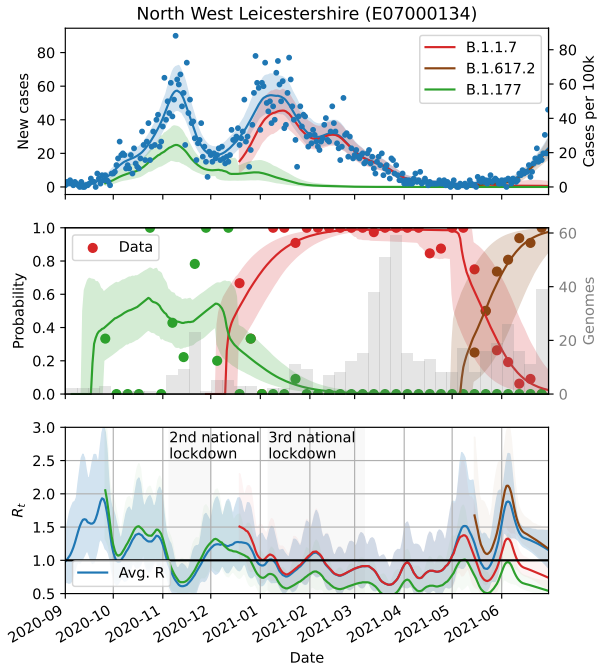 North West Leicestershire (E07000134)
80
60
40
20
0
New cases
B.1.1.7
B.1.617.2
B.1.177
80
60
40
20
0
Cases per 100k
1.0
0.8
0.6
0.4
0.2
0.0
Probability
Data
60
40
20
0
Genomes
3.0
2.5
2.0
1.5
1.0
0.5
Rt
2nd national
lockdown
3rd national
lockdown
Avg. R
2020-09
2020-10
2020-11
2020-12
2021-01
2021-02
2021-03
2021-04
2021-05
2021-06
Date